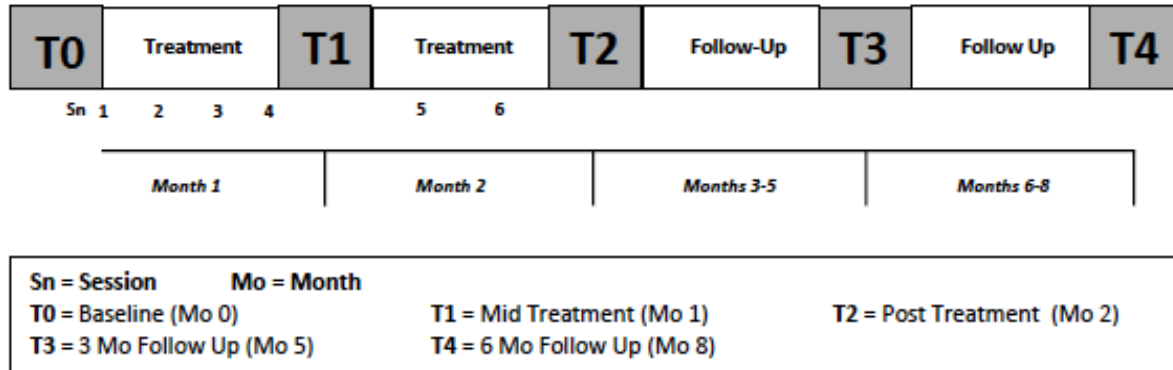 T0 Treatment T1 Treatment T2 Follow-Up T3 Follow Up T4
Sn 1 2 3 4 5 6
Month 1 Month 2 Months 3-5 Months 6-8
Sn = Session Mo = Month
T0 = Baseline (Mo 0) T1 = Mid Treatment (Mo 1) T2 = Post Treatment (Mo 2)
T3 = 3 Mo Follow Up (Mo 5) T4 = 6 Mo Follow Up (Mo 8)